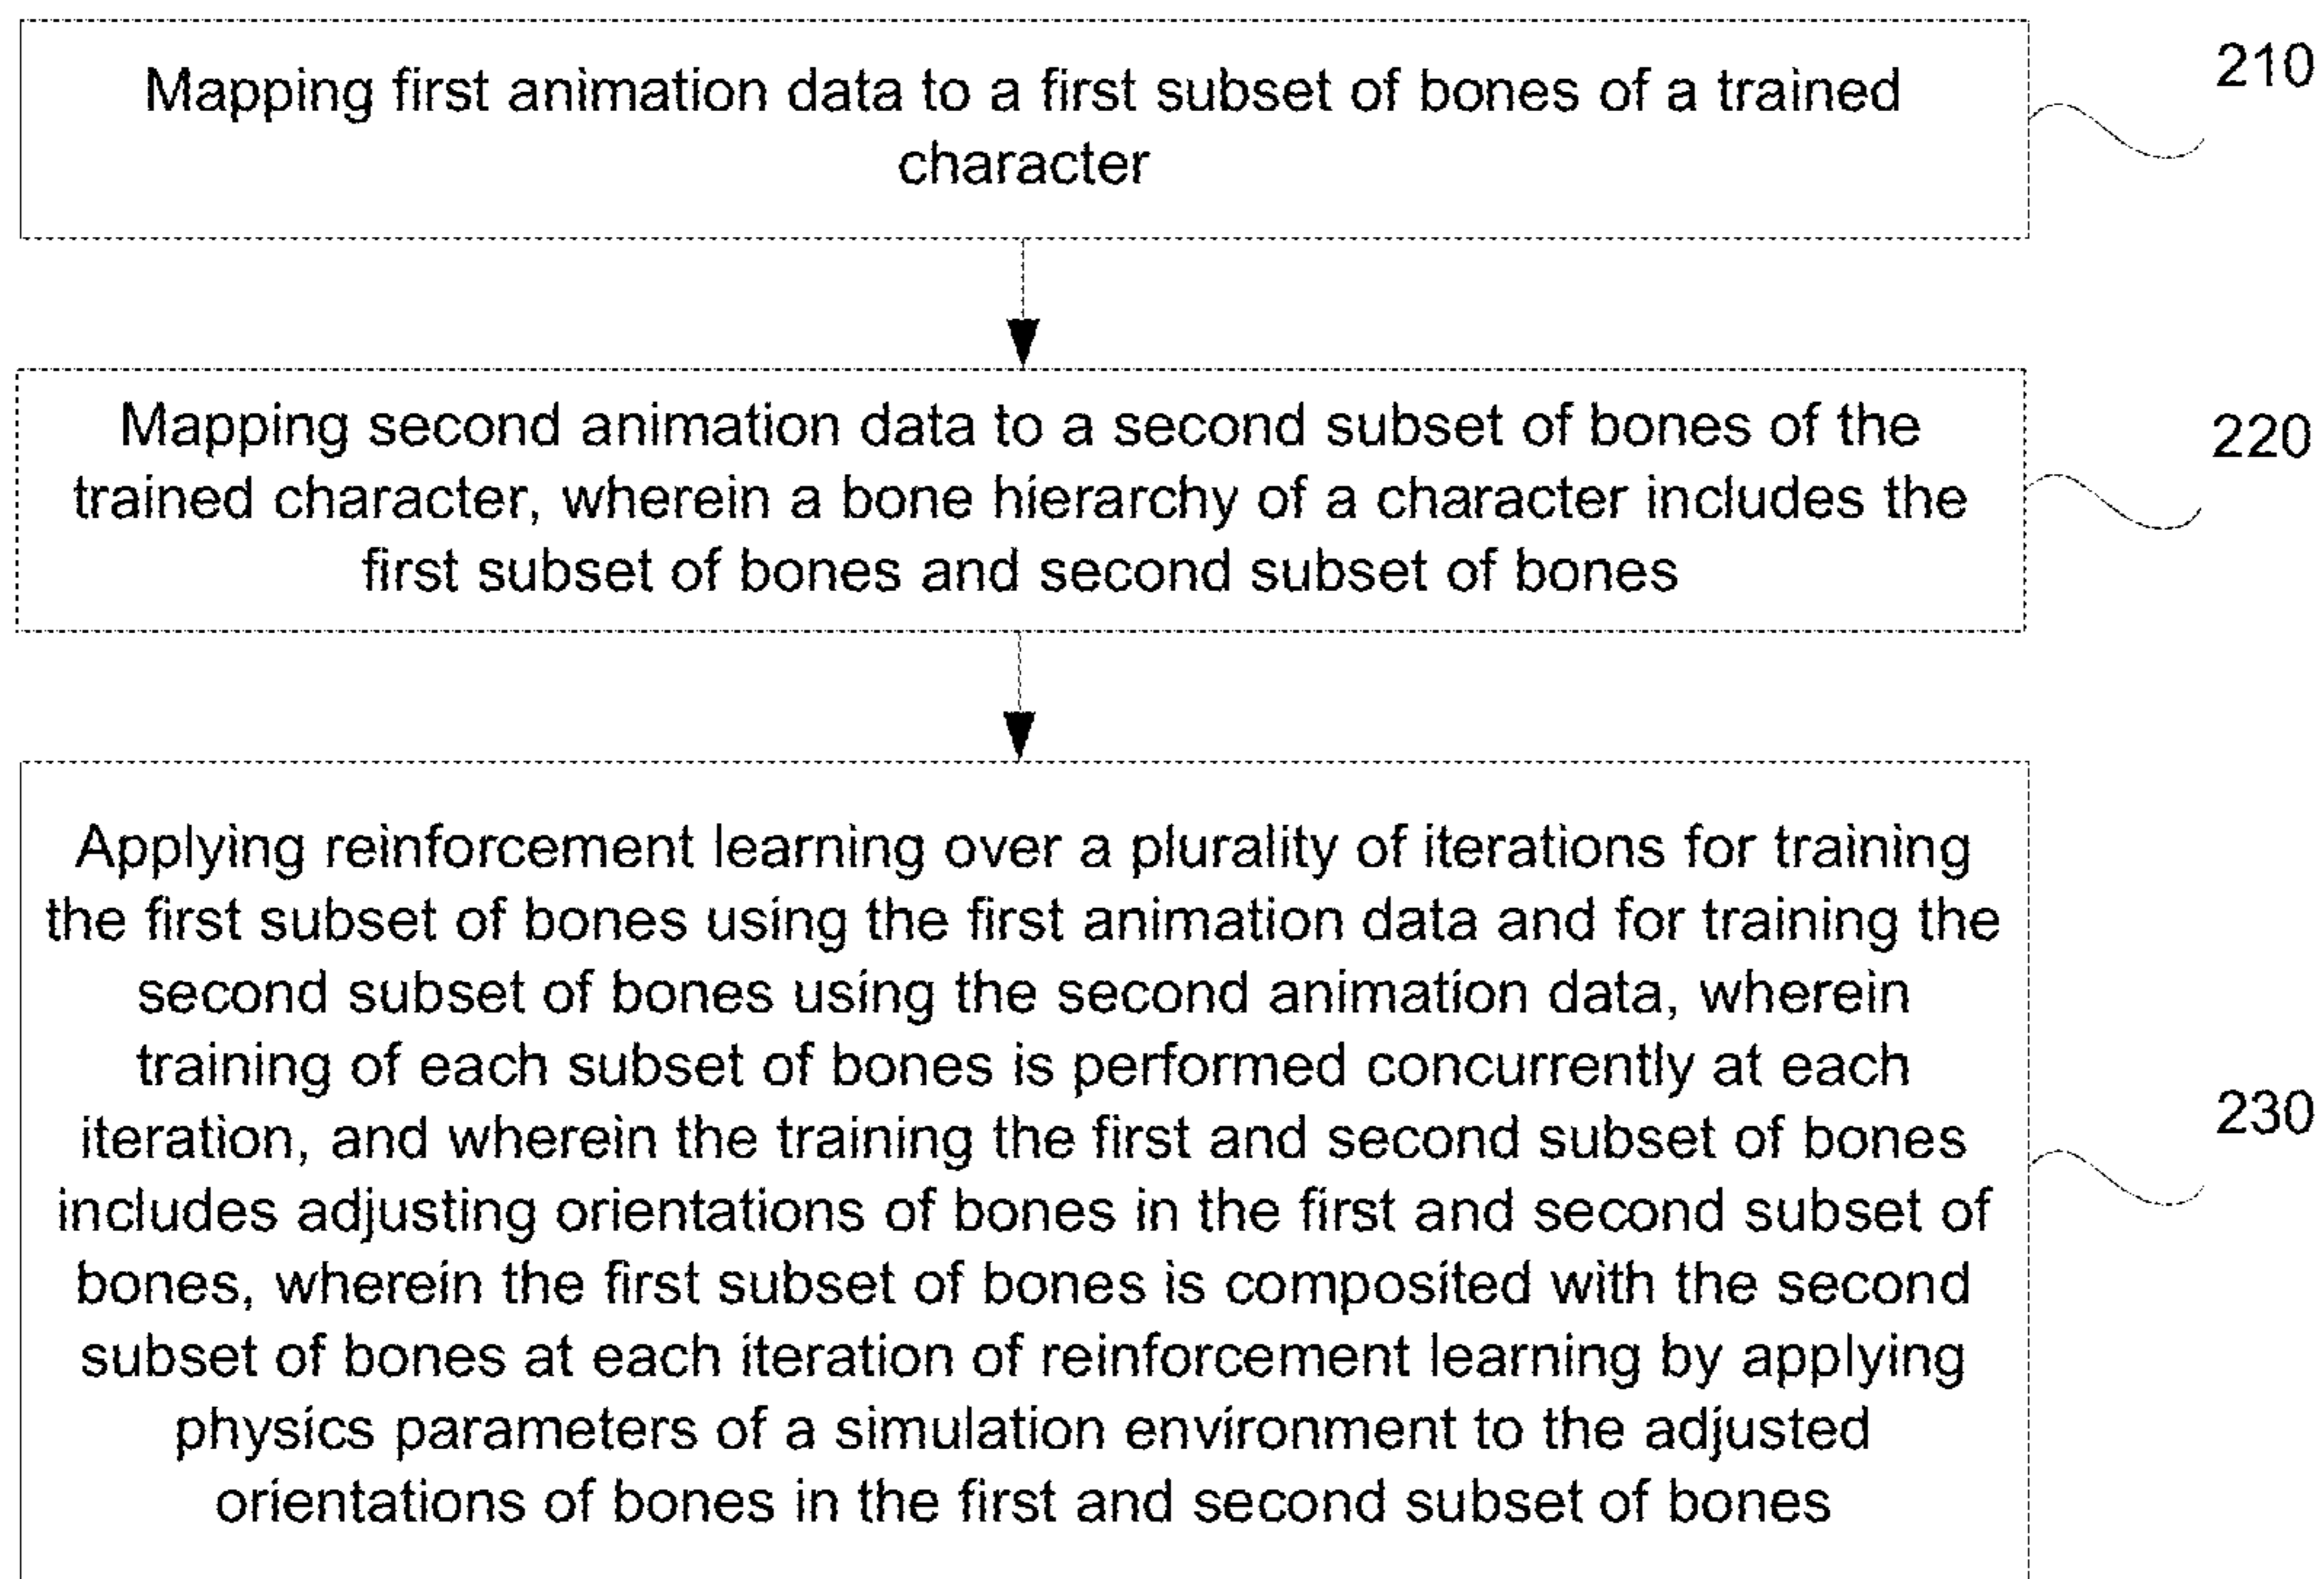 Mapping first animation data to a first subset of bones of a trained
character
210
Mapping second animation data to a second subset of bones of the
trained character, wherein a bone hierarchy of a character includes the
first subset of bones and second subset of bones
220
Applying reinforcement learning over a plurality of iterations for training
the first subset of bones using the first animation data and for training the
second subset of bones using the second animation data, wherein
training of each subset of bones is performed concurrently at each
iteration, and wherein the training the first and second subset of bones
includes adjusting orientations of bones in the first and second subset of
bones, wherein the first subset of bones is composited with the second
subset of bones at each iteration of reinforcement learning by applying
physics parameters of a simulation environment to the adjusted
orientations of bones in the first and second subset of bones
230